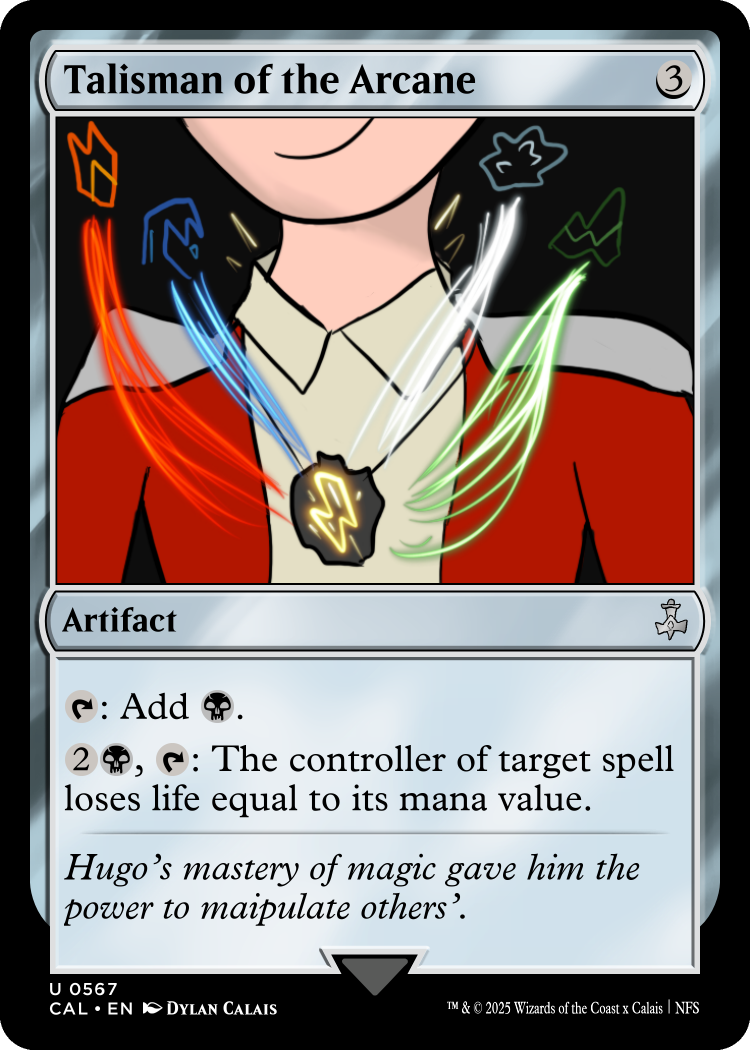 Talisman of the Arcane 3
Artifact
: Add .
2, : The controller of target spell
loses life equal to its mana value.
Hugo's mastery of magic gave him the
power to maipulate others'.
U 0567
CAL • EN DYLAN CALAIS
™ & © 2025 Wizards of the Coast x Calais | NFS